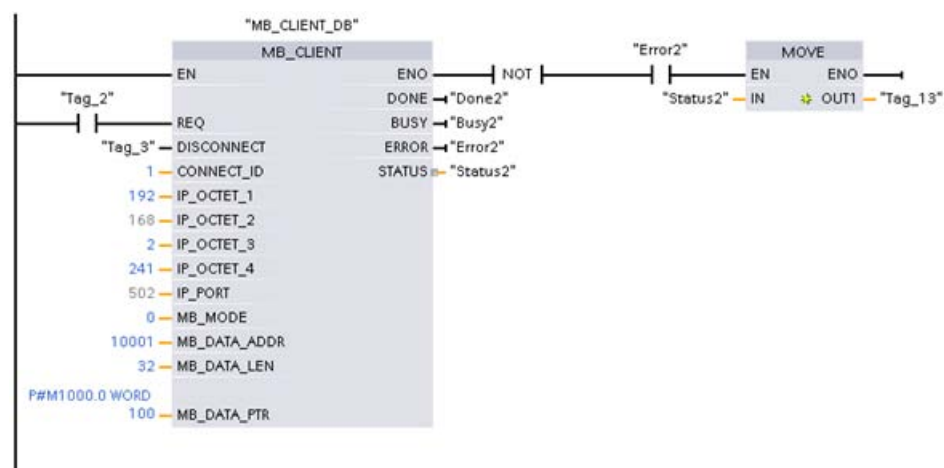 "MB_CLIENT_DB"
MB_CLIENT
"Error2"
MOVE
EN ENO NOT EN ENO
"Tag_2" DONE "Done2" "Status2" IN OUT1 "Tag_13"
REQ BUSY "Busy2"
"Tag_3" DISCONNECT ERROR "Error2"
1 CONNECT_ID STATUS "Status2"
192 IP_OCTET_1
168 IP_OCTET_2
2 IP_OCTET_3
241 IP_OCTET_4
502 IP_PORT
0 MB_MODE
10001 MB_DATA_ADDR
32 MB_DATA_LEN
P#M1000.0 WORD
100 MB_DATA_PTR